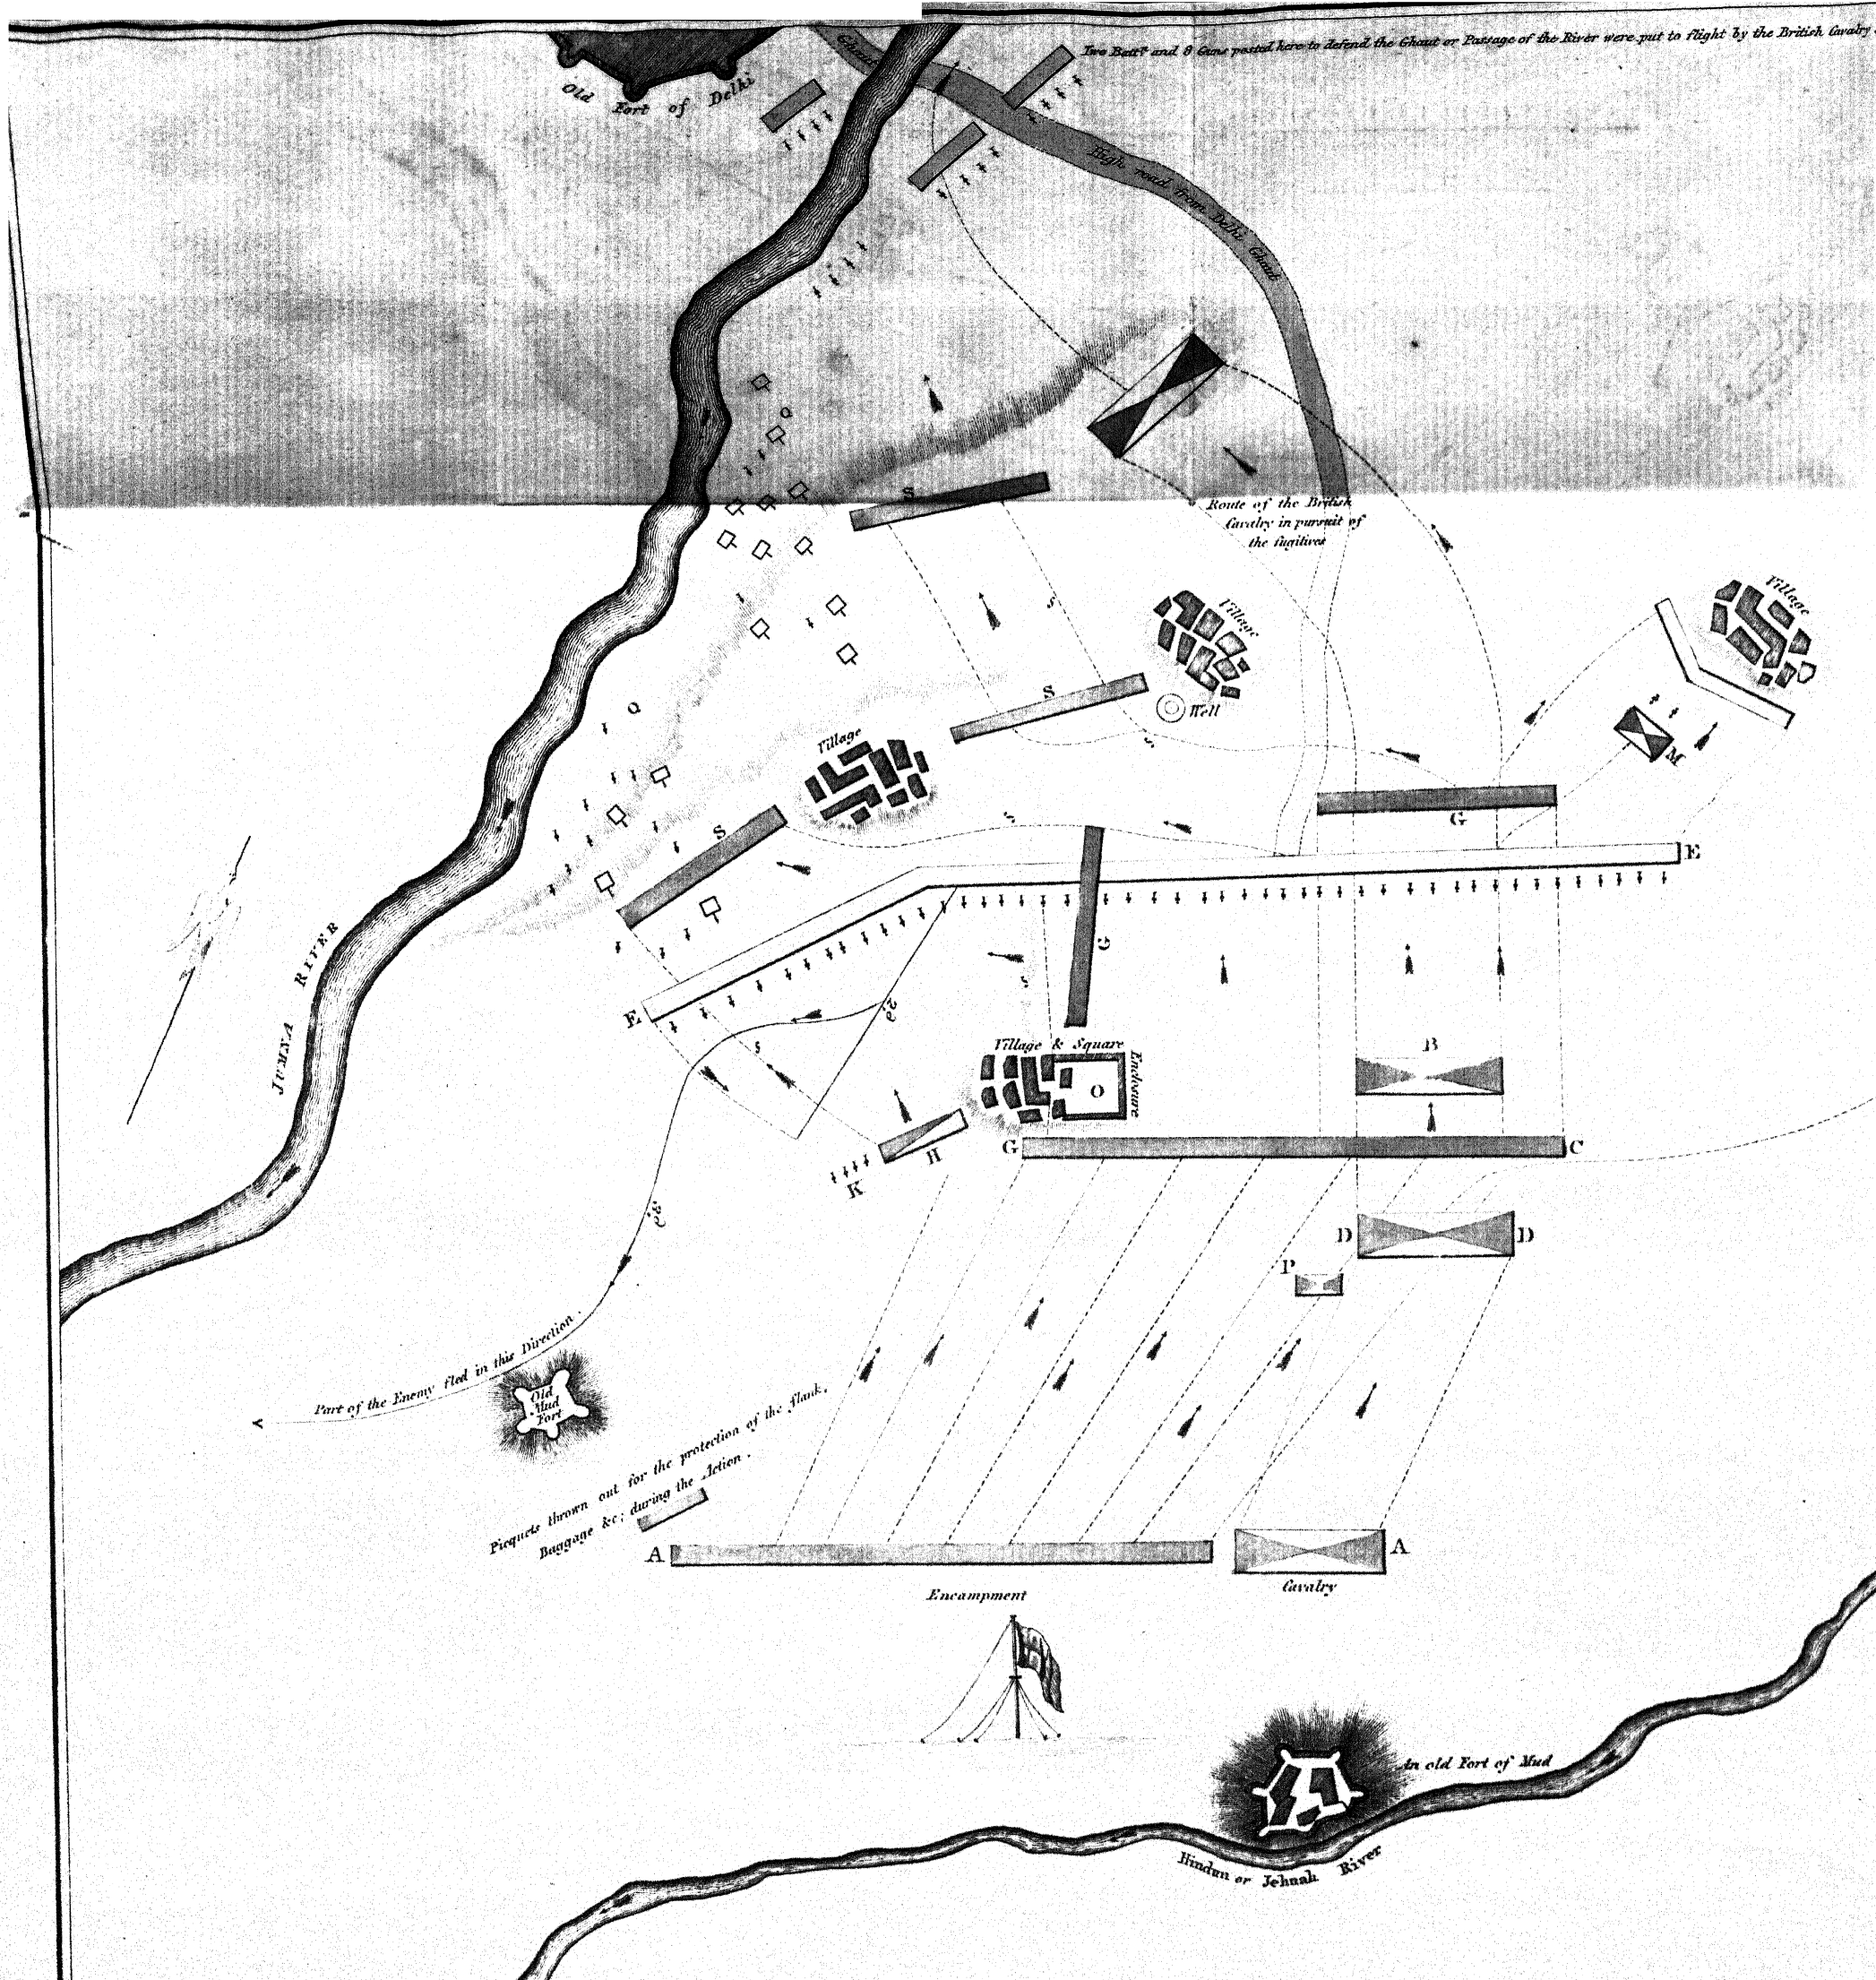 Two Batt.s and 8 Guns posted here to defend the Ghaut or Passage of the River were put to flight by the British Cavalry
Ghaut
Old Fort of Delhi
High road from Delhi Ghaut
Q
S
Route of the British
Cavalry in pursuit of
the fugitives
S
Village
Village
S
Well
Q
M
S
Village
G
S
S
E
G
S
JUMNA RIVER
E
S
B
Village & Square
Enclosure
O
H
G
C
K
D
D
P
Part of the Enemy fled in this Direction.
Old
Mud
Fort
Picquets thrown out for the protection of the flank,
Baggage &c; during the Action.
A
A
Cavalry
Encampment
An old Fort of Mud
Hindun or Jehnah River